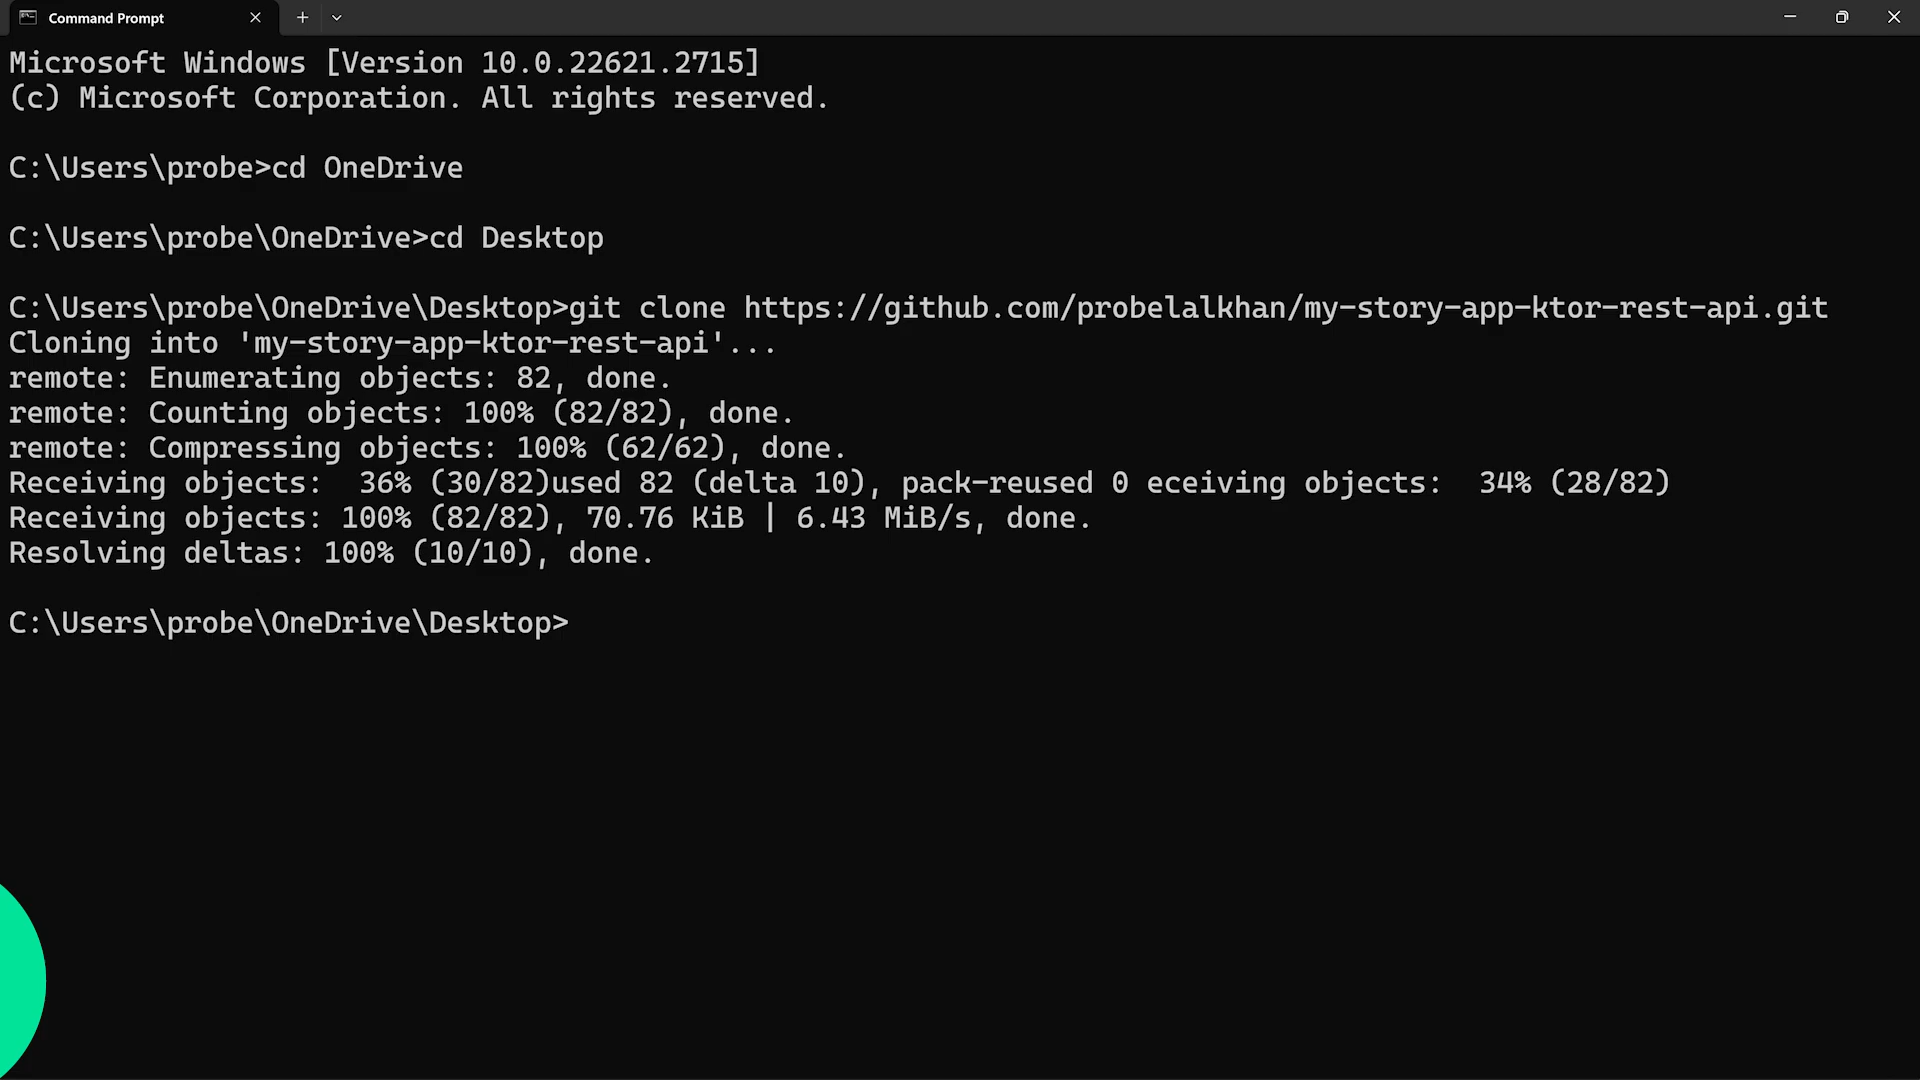 Command Prompt
Microsoft Windows [Version 10.0.22621.2715]
(c) Microsoft Corporation. All rights reserved.
C:\Users\probe>cd OneDrive
C:\Users\probe\OneDrive>cd Desktop
C:\Users\probe\OneDrive\Desktop>git clone https://github.com/probelalkhan/my-story-app-ktor-rest-api.git
Cloning into 'my-story-app-ktor-rest-api'...
remote: Enumerating objects: 82, done.
remote: Counting objects: 100% (82/82), done.
remote: Compressing objects: 100% (62/62), done.
Receiving objects:  36% (30/82)used 82 (delta 10), pack-reused 0 eceiving objects:  34% (28/82)
Receiving objects: 100% (82/82), 70.76 KiB | 6.43 MiB/s, done.
Resolving deltas: 100% (10/10), done.
C:\Users\probe\OneDrive\Desktop>